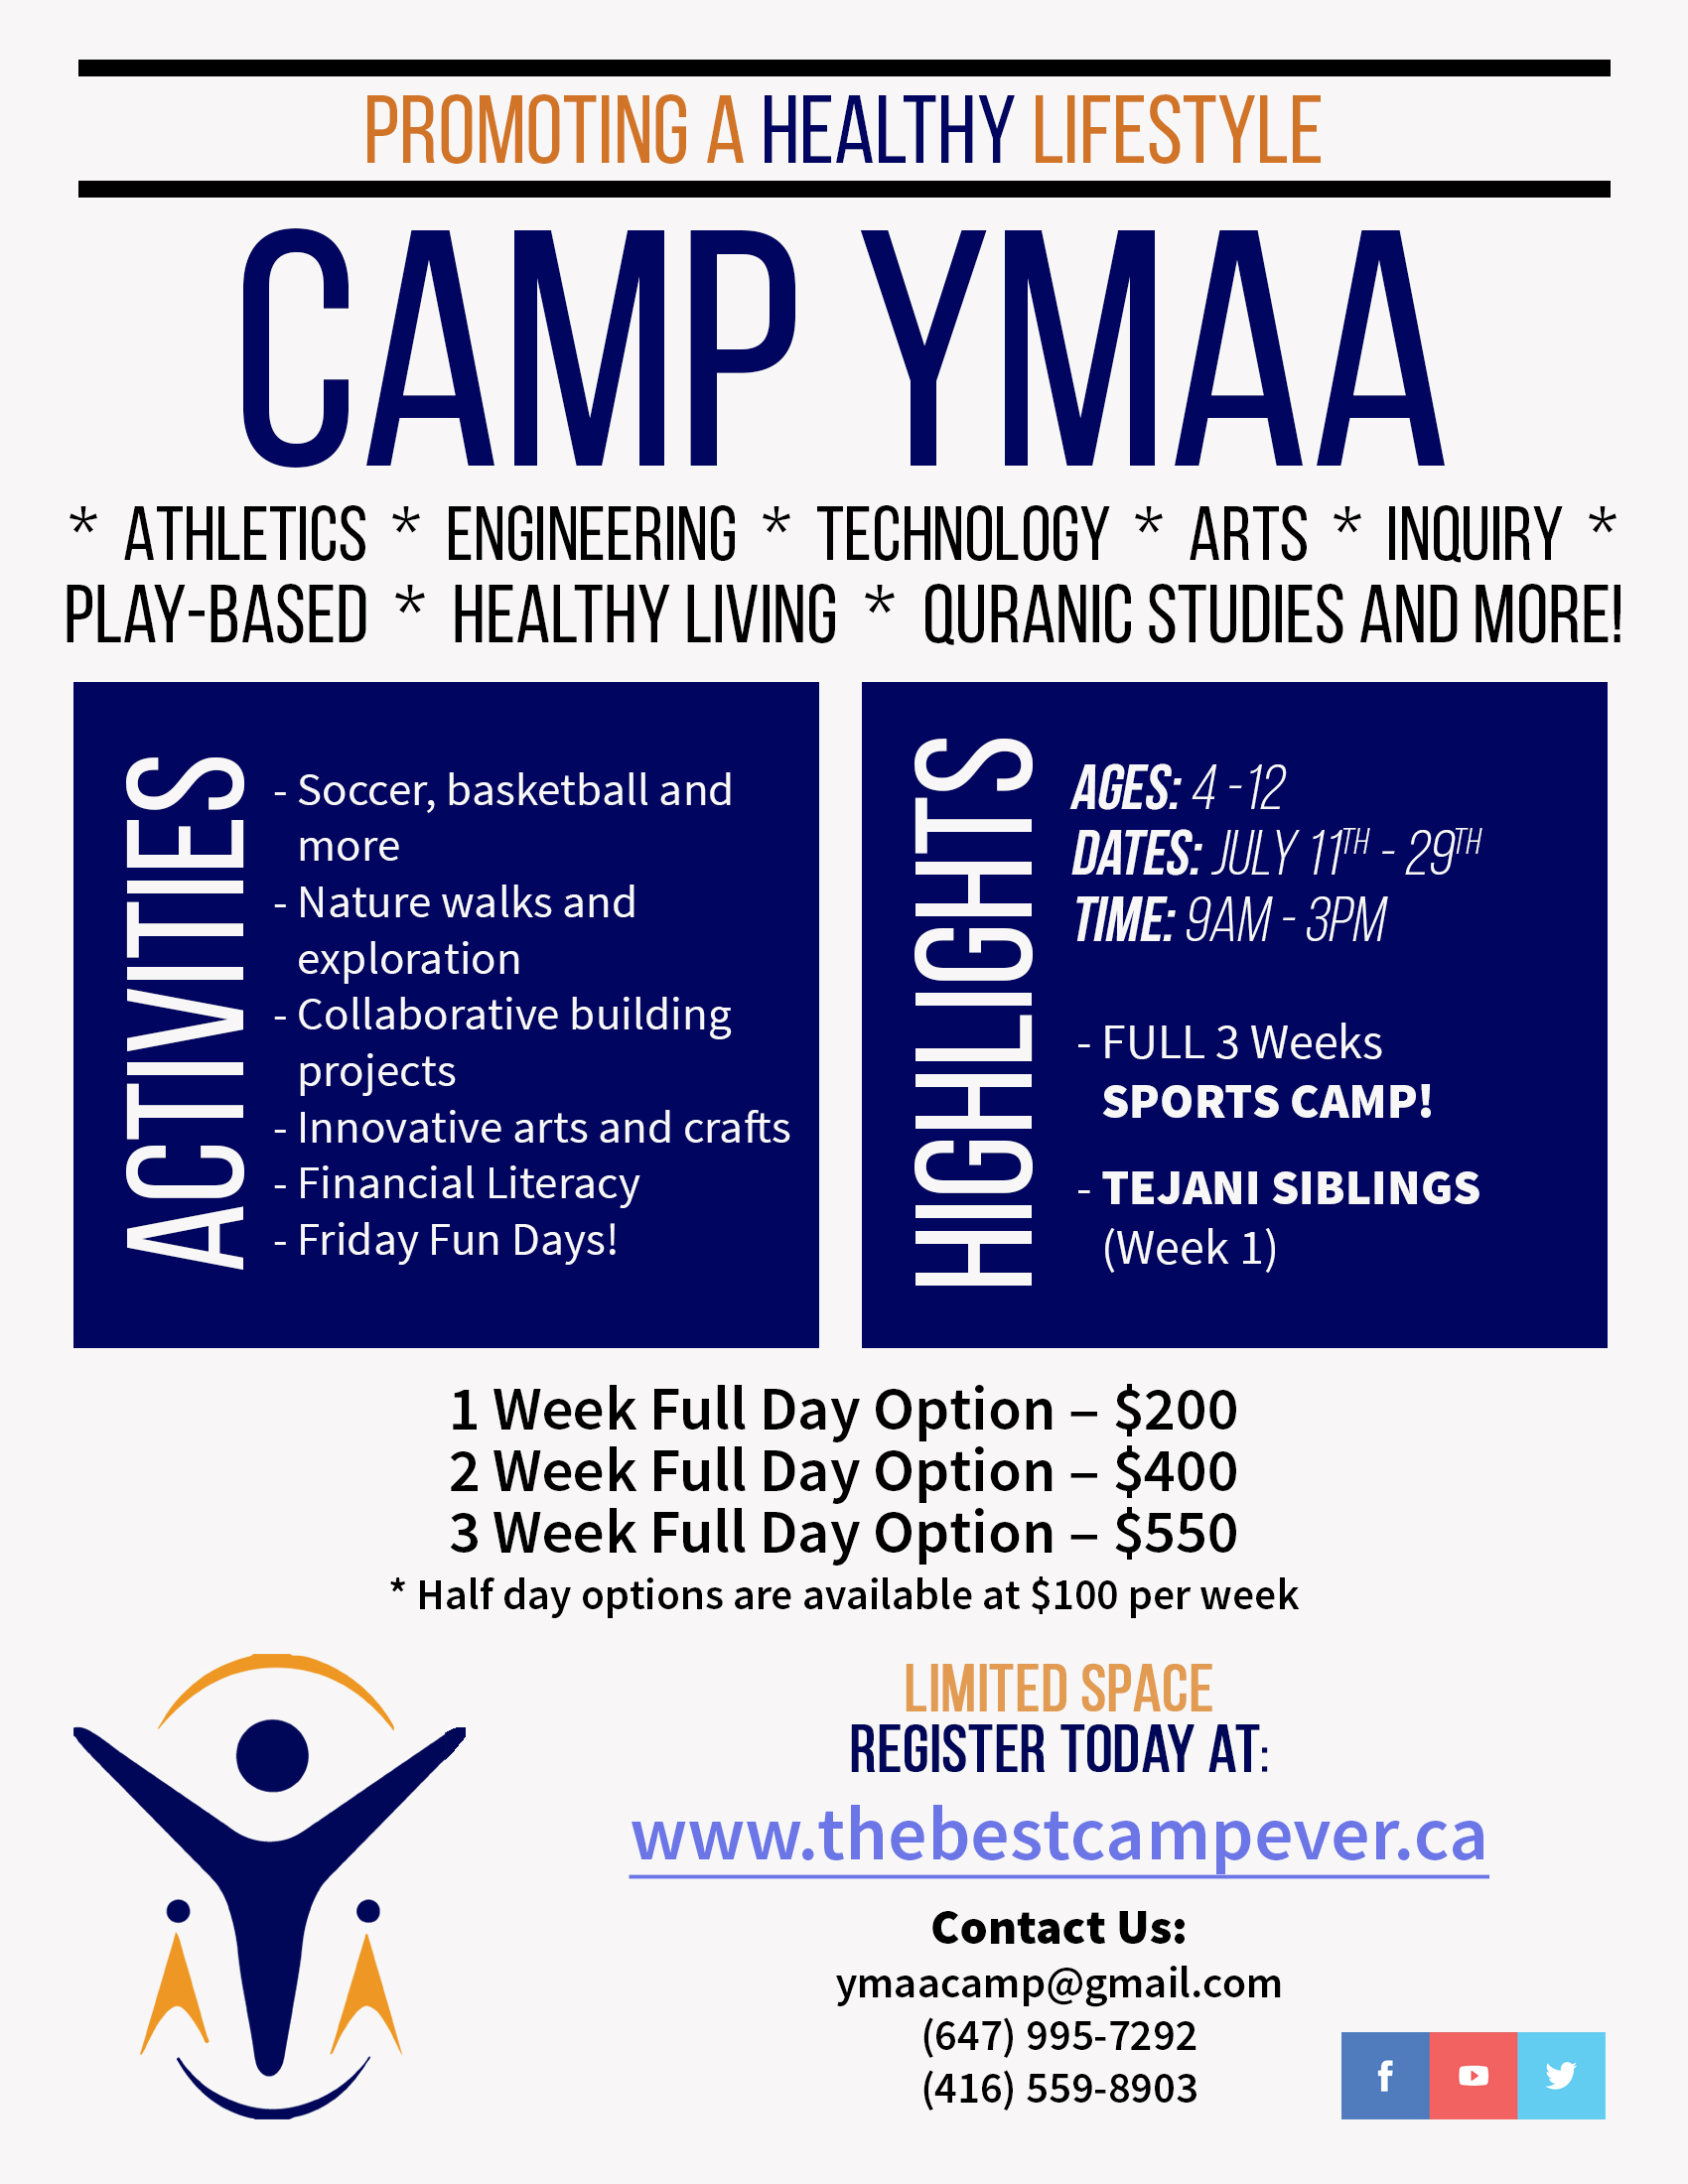 PROMOTING A HEALTHY LIFESTYLE
CAMP YMAA
* ATHLETICS * ENGINEERING * TECHNOLOGY * ARTS * INQUIRY *
PLAY-BASED * HEALTHY LIVING * QURANIC STUDIES AND MORE!
ACTIVITIES
- Soccer, basketball and
more
- Nature walks and
exploration
- Collaborative building
projects
- Innovative arts and crafts
- Financial Literacy
- Friday Fun Days!
HIGHLIGHTS
AGES: 4 -12
DATES: JULY 11TH - 29TH
TIME: 9AM - 3PM
- FULL 3 Weeks
SPORTS CAMP!
- TEJANI SIBLINGS
(Week 1)
1 Week Full Day Option – $200
2 Week Full Day Option – $400
3 Week Full Day Option – $550
* Half day options are available at $100 per week
LIMITED SPACE
REGISTER TODAY AT:
www.thebestcampever.ca
Contact Us:
ymaacamp@gmail.com
(647) 995-7292
(416) 559-8903